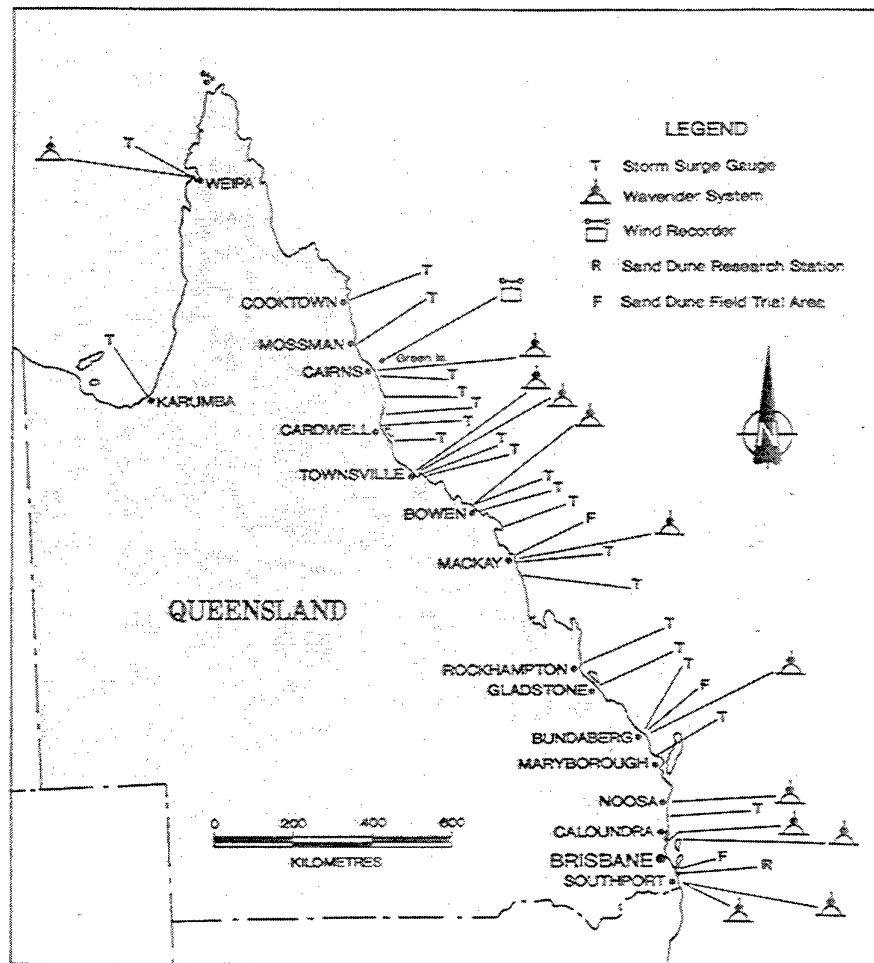 LEGEND
T Storm Surge Gauge
Wavender System
Wind Recorder
R Sand Dune Research Station
F Sand Dune Field Trial Area
T
WEIPA
T
COOKTOWN
T
MOSSMAN
Green Is.
CAIRNS
T
T
KARUMBA
T
T
T
CARDWELL
T
T
T
TOWNSVILLE
T
T
BOWEN
T
F
MACKAY
T
T
N
QUEENSLAND
T
T
ROCKHAMPTON
T
GLADSTONE
F
T
BUNDABERG
MARYBOROUGH
NOOSA
T
0 200 400 600
KILOMETRES
CALOUNDRA
BRISBANE
F
R
SOUTHPORT